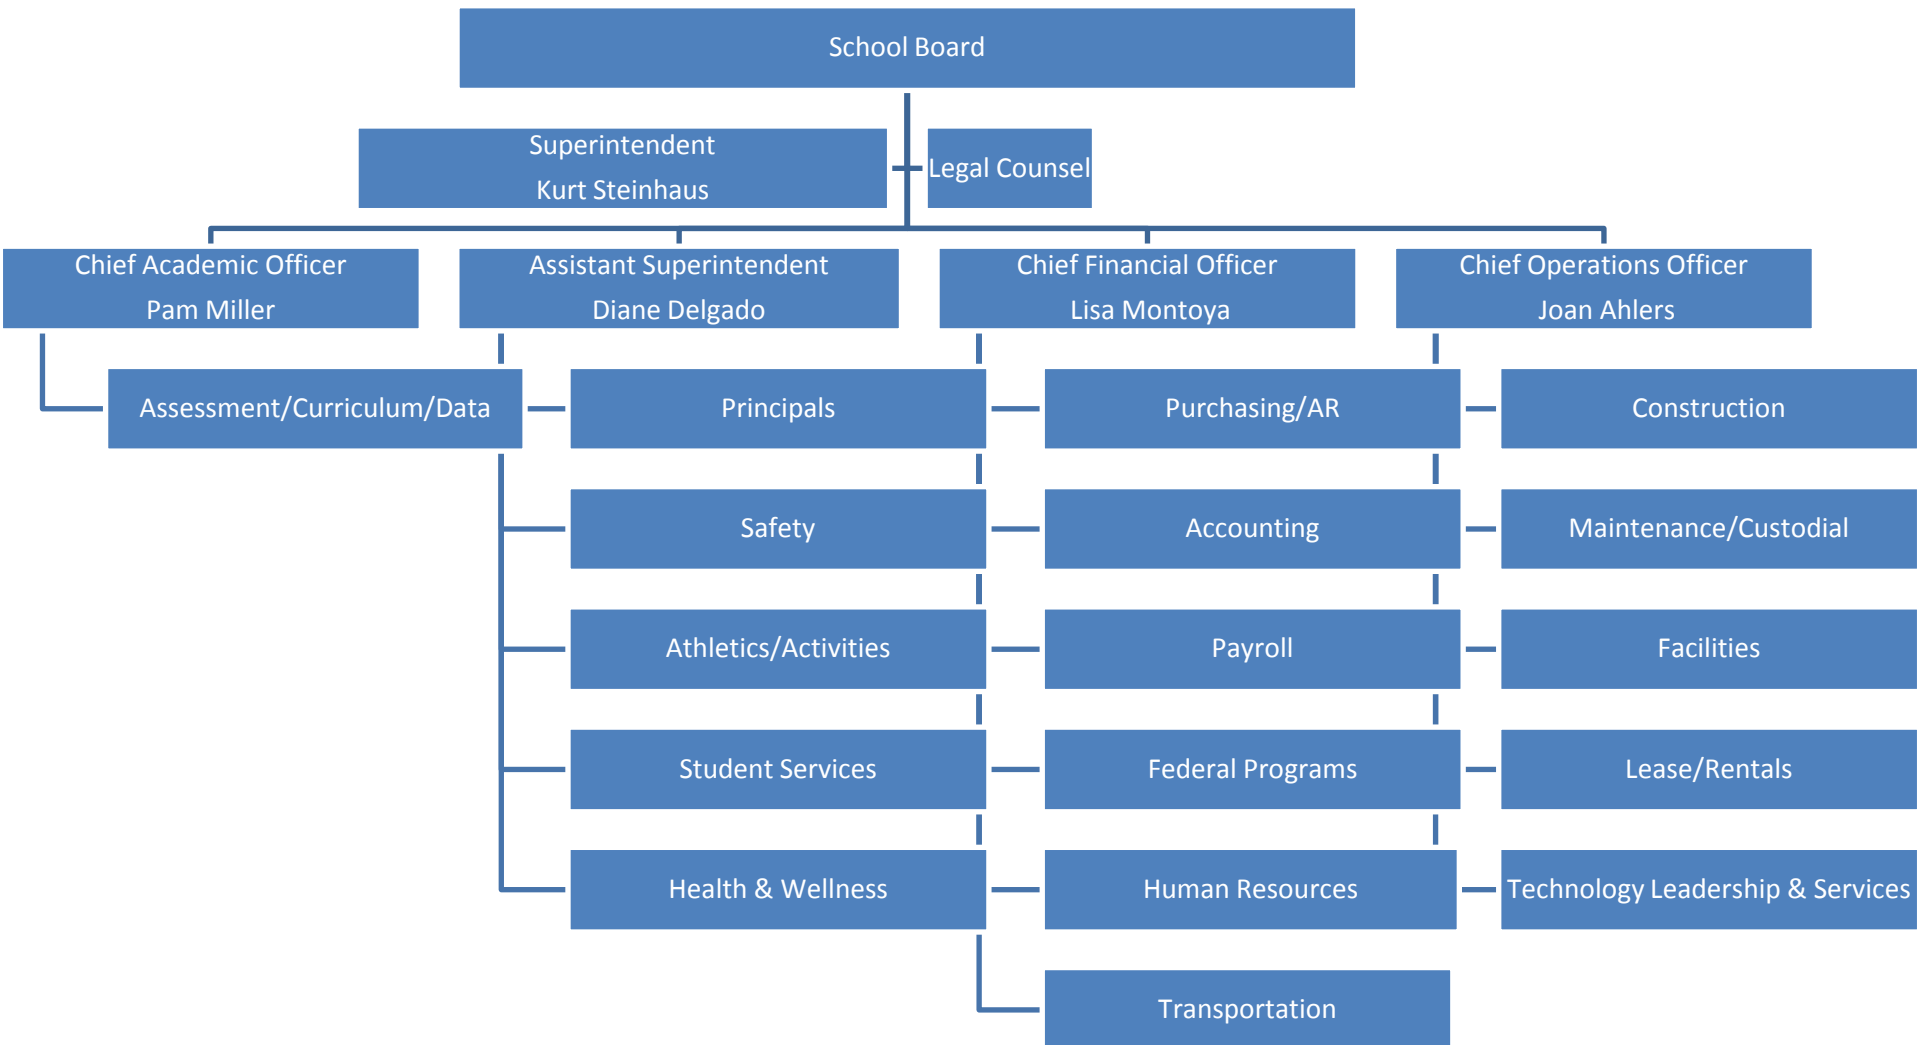 School Board
Superintendent
Kurt Steinhaus
Legal Counsel
Chief Academic Officer
Pam Miller
Assistant Superintendent
Diane Delgado
Chief Financial Officer
Lisa Montoya
Chief Operations Officer
Joan Ahlers
Assessment/Curriculum/Data
Principals
Purchasing/AR
Construction
Safety
Accounting
Maintenance/Custodial
Athletics/Activities
Payroll
Facilities
Student Services
Federal Programs
Lease/Rentals
Health & Wellness
Human Resources
Technology Leadership & Services
Transportation